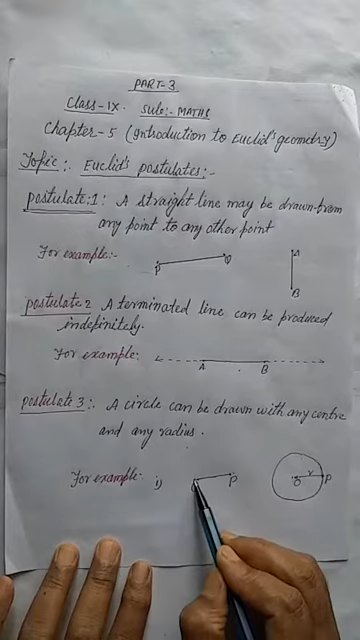 PART-3
Class-IX. Sub:- MATHS
Chapter-5 (Introduction to Euclid's geometry)
Topic:. Euclid's postulates:-
postulate:1: A straight line may be drawn from
any point to any other point
For example:-
P Q A
B
postulate 2 A terminated line can be produced
indefinitely.
For example:
A B
postulate 3:. A circle can be drawn with any centre
and any radius.
For example: i) P O r P